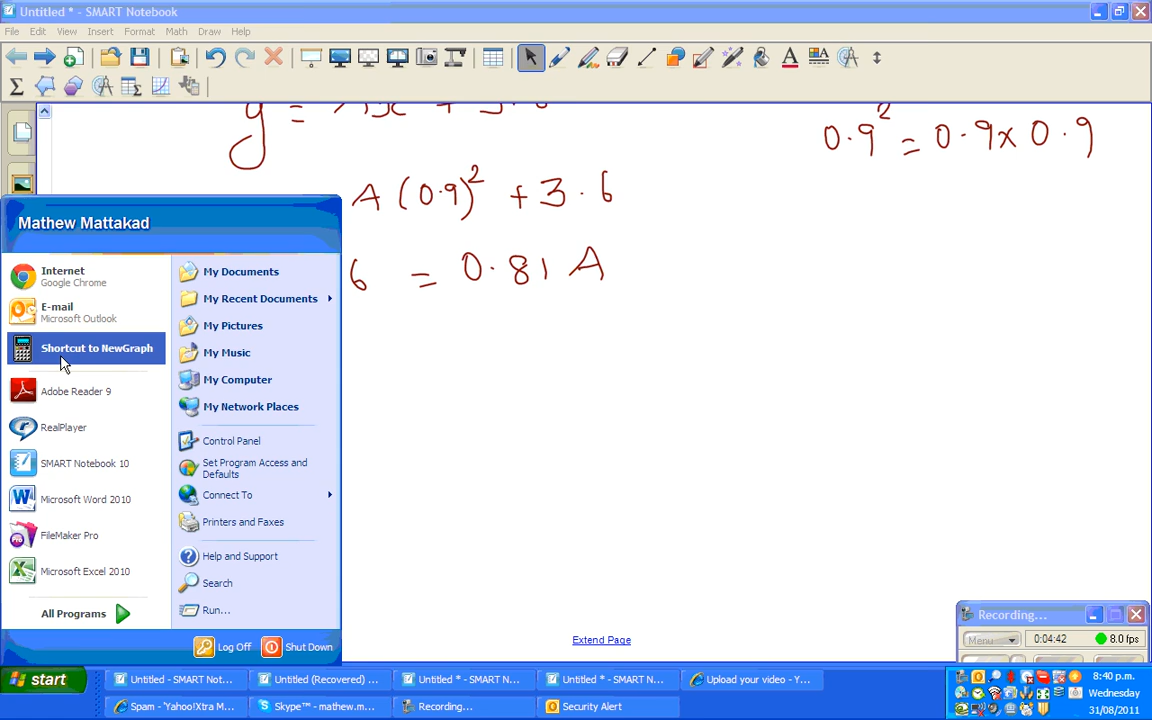 Untitled * - SMART Notebook
File Edit View Insert Format Math Draw Help
0.9² = 0.9x 0.9
A (0.9)² + 3.6
6 = 0.81 A
Mathew Mattakad
Internet
Google Chrome
E-mail
Microsoft Outlook
Shortcut to NewGraph
Adobe Reader 9
RealPlayer
SMART Notebook 10
Microsoft Word 2010
FileMaker Pro
Microsoft Excel 2010
All Programs
My Documents
My Recent Documents
My Pictures
My Music
My Computer
My Network Places
Control Panel
Set Program Access and
Defaults
Connect To
Printers and Faxes
Help and Support
Search
Run...
Log Off Shut Down
Extend Page
Recording...
Menu 0:04:42 8.0 fps
start
Untitled - SMART Not... Untitled (Recovered) ... Untitled * - SMART No... Untitled * - SMART No... Upload your video - Y...
Spam - 'Yahoo!Xtra M... Skype™ - mathew.m... Recording... Security Alert
8:40 p.m.
Wednesday
31/08/2011